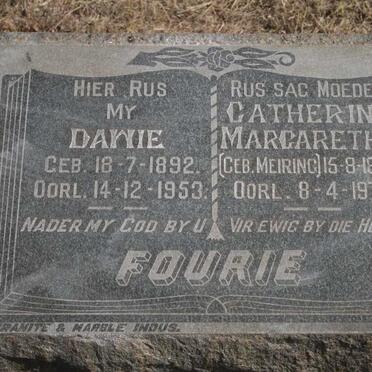 HIER RUS
MY
DAWIE
GEB. 18-7-1892.
OORL. 14-12-1953.
NADER MY GOD BY U
RUS SAG MOEDE
CATHERIN
MARGARETH
(GEB. MEIRING) 15-8-18
OORL. 8-4-19
VIR EWIG BY DIE HE
FOURIE
GRANITE & MARBLE INDUS.